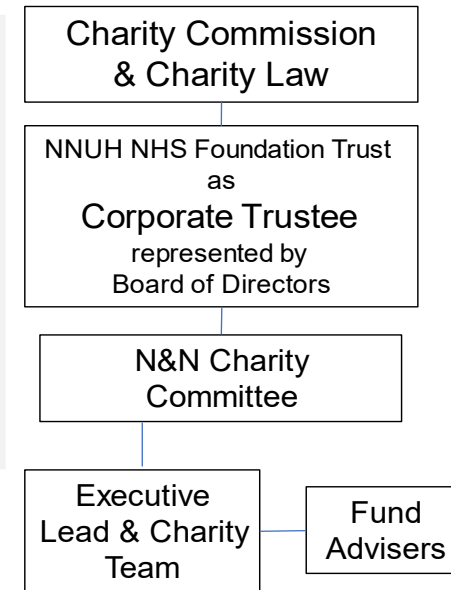 Charity Commission
& Charity Law
NNUH NHS Foundation Trust
as
Corporate Trustee
represented by
Board of Directors
N&N Charity
Committee
Executive
Lead & Charity
Team
Fund
Advisers